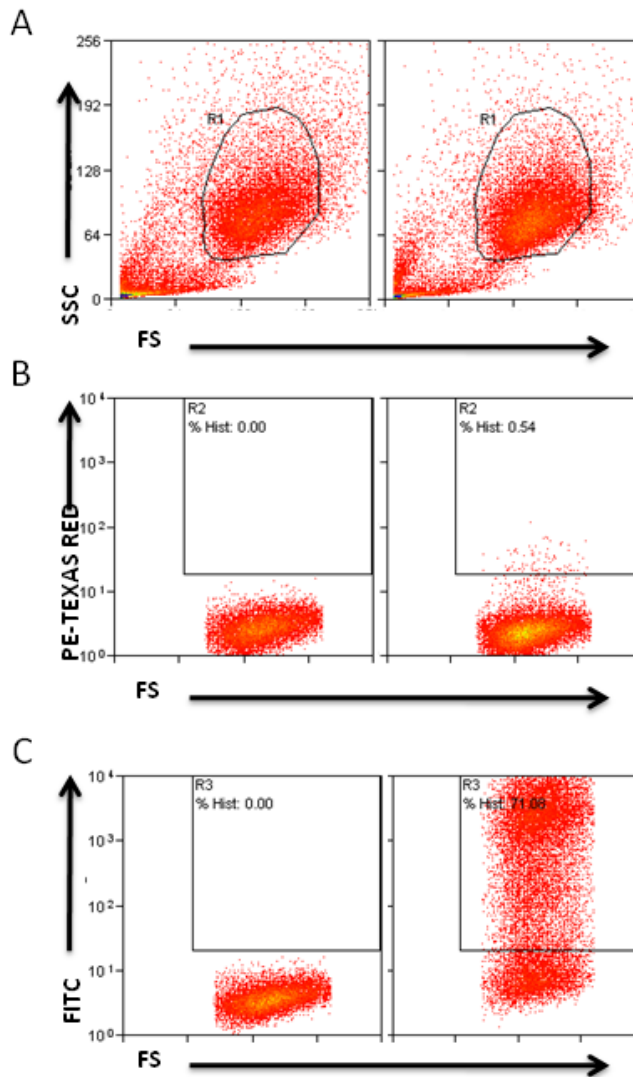 A
256
192
128
64
0
R1
R1
SSC
FS
B
10⁴
10³
10²
10¹
10⁰
R2
% Hist: 0.00
R2
% Hist: 0.54
PE-TEXAS RED
FS
C
10⁴
10³
10²
10¹
10⁰
R3
% Hist: 0.00
R3
% Hist: 71.08
FITC
FS